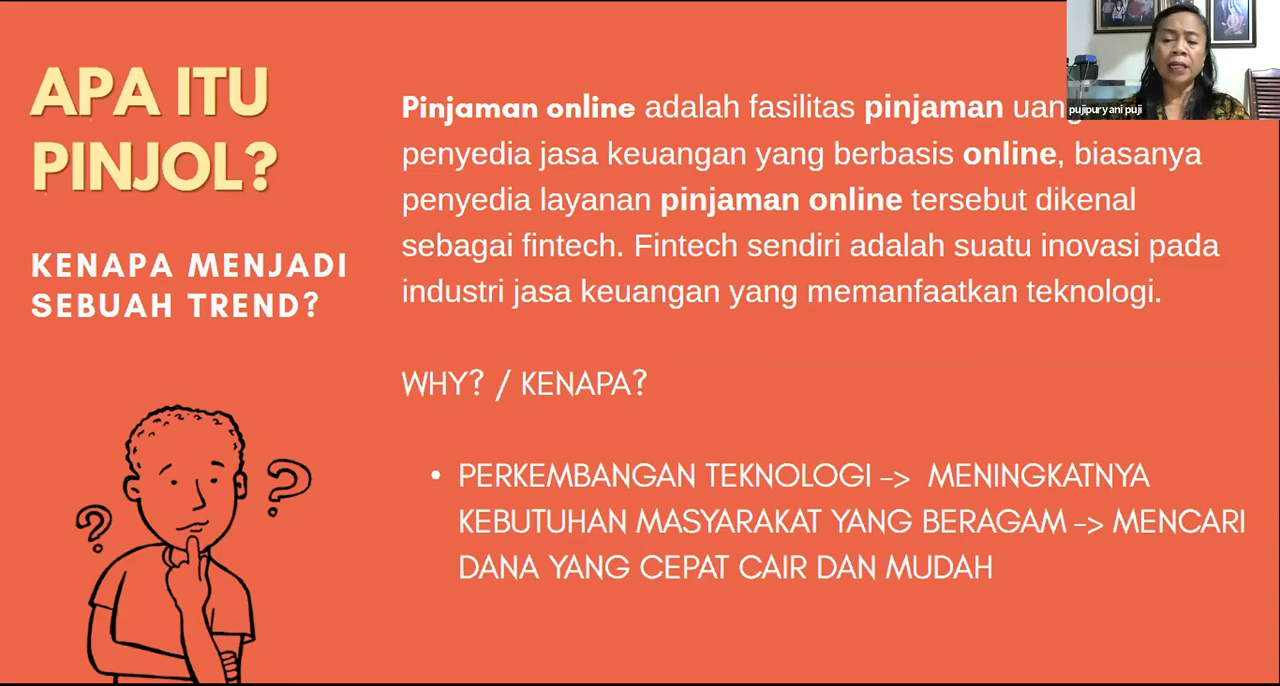 APA ITU
PINJOL?
KENAPA MENJADI
SEBUAH TREND?
Pinjaman online adalah fasilitas pinjaman uang
penyedia jasa keuangan yang berbasis online, biasanya
penyedia layanan pinjaman online tersebut dikenal
sebagai fintech. Fintech sendiri adalah suatu inovasi pada
industri jasa keuangan yang memanfaatkan teknologi.
WHY? / KENAPA?
• PERKEMBANGAN TEKNOLOGI -> MENINGKATNYA
KEBUTUHAN MASYARAKAT YANG BERAGAM -> MENCARI
DANA YANG CEPAT CAIR DAN MUDAH
pujipuryani puji